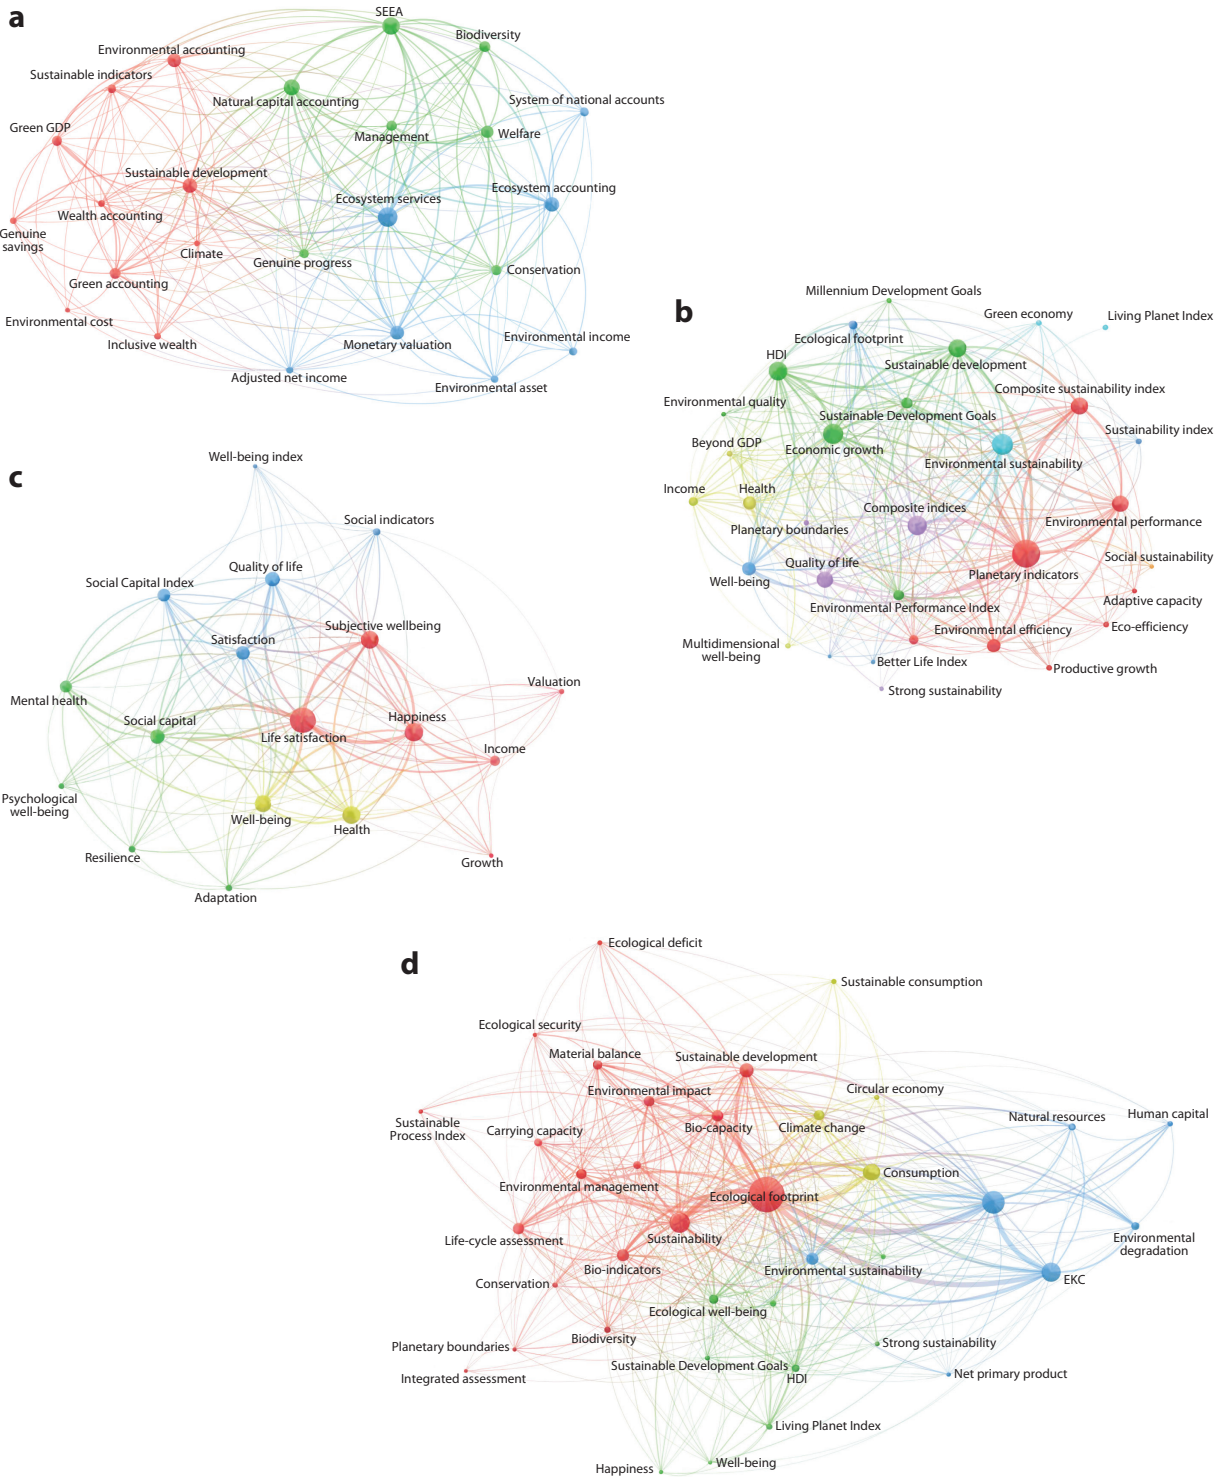 a
SEEA
Biodiversity
Environmental accounting
Sustainable indicators
Natural capital accounting
System of national accounts
Green GDP
Management
Welfare
Sustainable development
Ecosystem services
Ecosystem accounting
Wealth accounting
Genuine
savings
Climate
Genuine progress
Conservation
Green accounting
Environmental cost
Inclusive wealth
Monetary valuation
Environmental income
Adjusted net income
Environmental asset
b
Millennium Development Goals
Green economy
Living Planet Index
Ecological footprint
HDI
Sustainable development
Composite sustainability index
Environmental quality
Sustainable Development Goals
Sustainability index
Beyond GDP
Economic growth
Environmental sustainability
Income
Health
Composite indices
Planetary boundaries
Environmental performance
Quality of life
Social sustainability
Well-being
Planetary indicators
Adaptive capacity
Environmental Performance Index
Environmental efficiency
Eco-efficiency
Multidimensional
well-being
Better Life Index
Productive growth
Strong sustainability
c
Well-being index
Social indicators
Quality of life
Social Capital Index
Subjective wellbeing
Satisfaction
Valuation
Mental health
Social capital
Happiness
Life satisfaction
Income
Psychological
well-being
Well-being
Health
Resilience
Growth
Adaptation
d
Ecological deficit
Sustainable consumption
Ecological security
Material balance
Sustainable development
Environmental impact
Circular economy
Sustainable
Process Index
Carrying capacity
Bio-capacity
Climate change
Natural resources
Human capital
Environmental management
Ecological footprint
Consumption
Life-cycle assessment
Sustainability
Environmental
degradation
Bio-indicators
Environmental sustainability
EKC
Conservation
Ecological well-being
Planetary boundaries
Biodiversity
Strong sustainability
Integrated assessment
Sustainable Development Goals
HDI
Net primary product
Living Planet Index
Happiness
Well-being